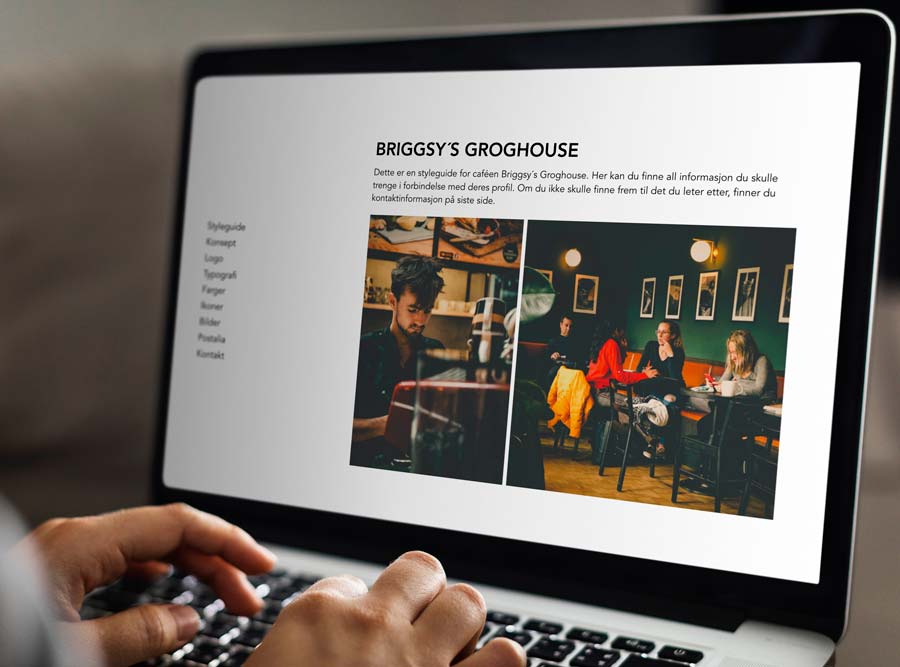 BRIGGSY´S GROGHOUSE
Dette er en styleguide for caféen Briggsy´s Groghouse. Her kan du finne all informasjon du skulle
trenge i forbindelse med deres profil. Om du ikke skulle finne frem til det du leter etter, finner du
kontaktinformasjon på siste side.
Styleguide
Konsept
Logo
Typografi
Farger
Ikoner
Bilder
Postalia
Kontakt